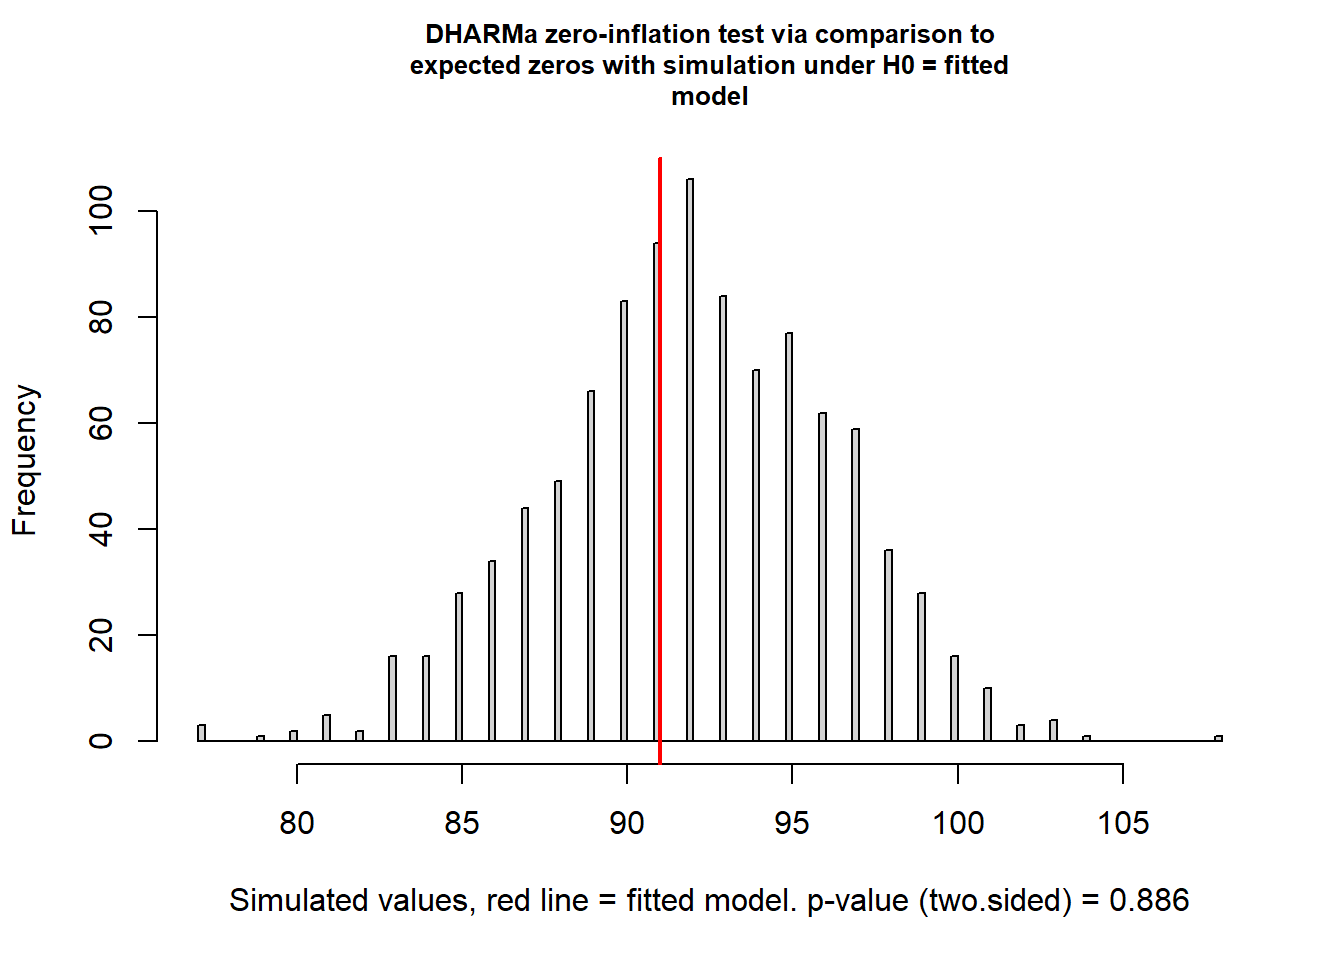 DHARMa zero-inflation test via comparison to
expected zeros with simulation under H0 = fitted
model
Frequency
100
80
60
40
20
0
80 85 90 95 100 105
Simulated values, red line = fitted model. p-value (two.sided) = 0.886